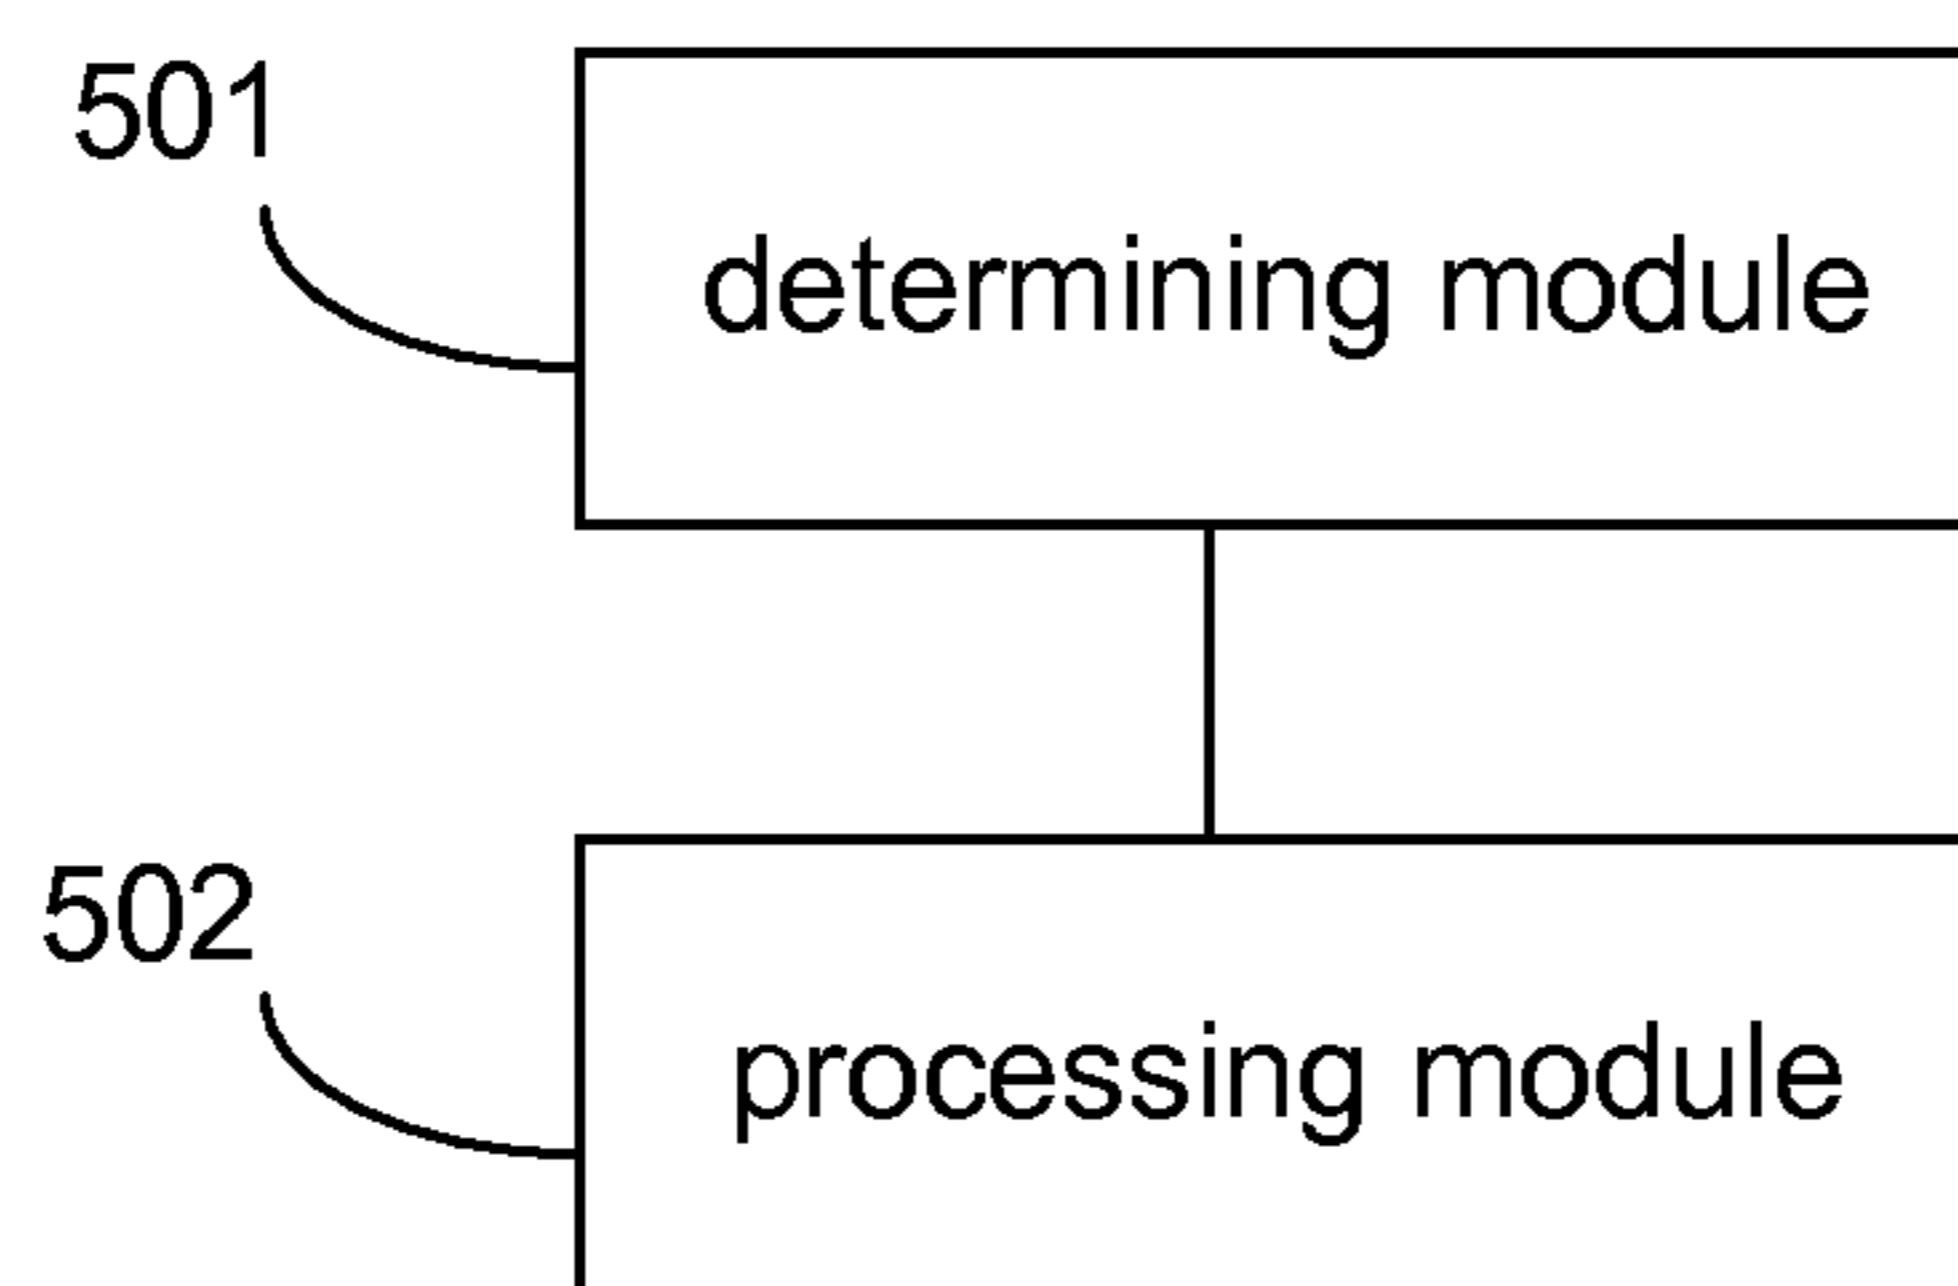 501
determining module
502
processing module